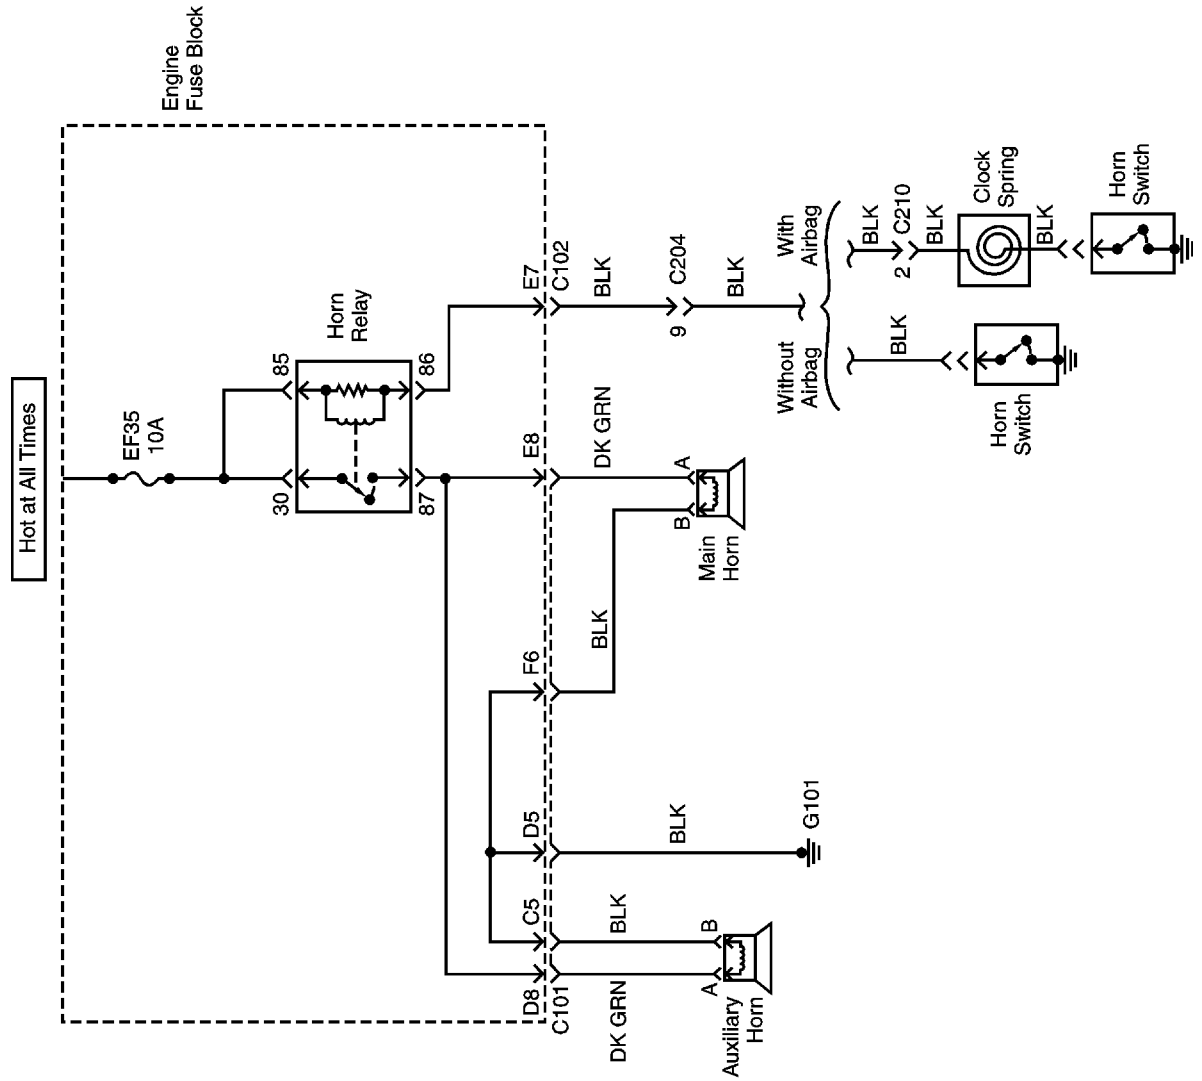 Hot at All Times
Engine
Fuse Block
EF35
10A
30
85
87
86
Horn
Relay
D8
C101
C5
D5
F6
E8
E7
C102
DK GRN
BLK
BLK
BLK
DK GRN
BLK
A
B
Auxiliary
Horn
G101
B
A
Main
Horn
9
C204
BLK
Without
Airbag
With
Airbag
BLK
Horn
Switch
BLK
2
C210
BLK
Clock
Spring
BLK
Horn
Switch